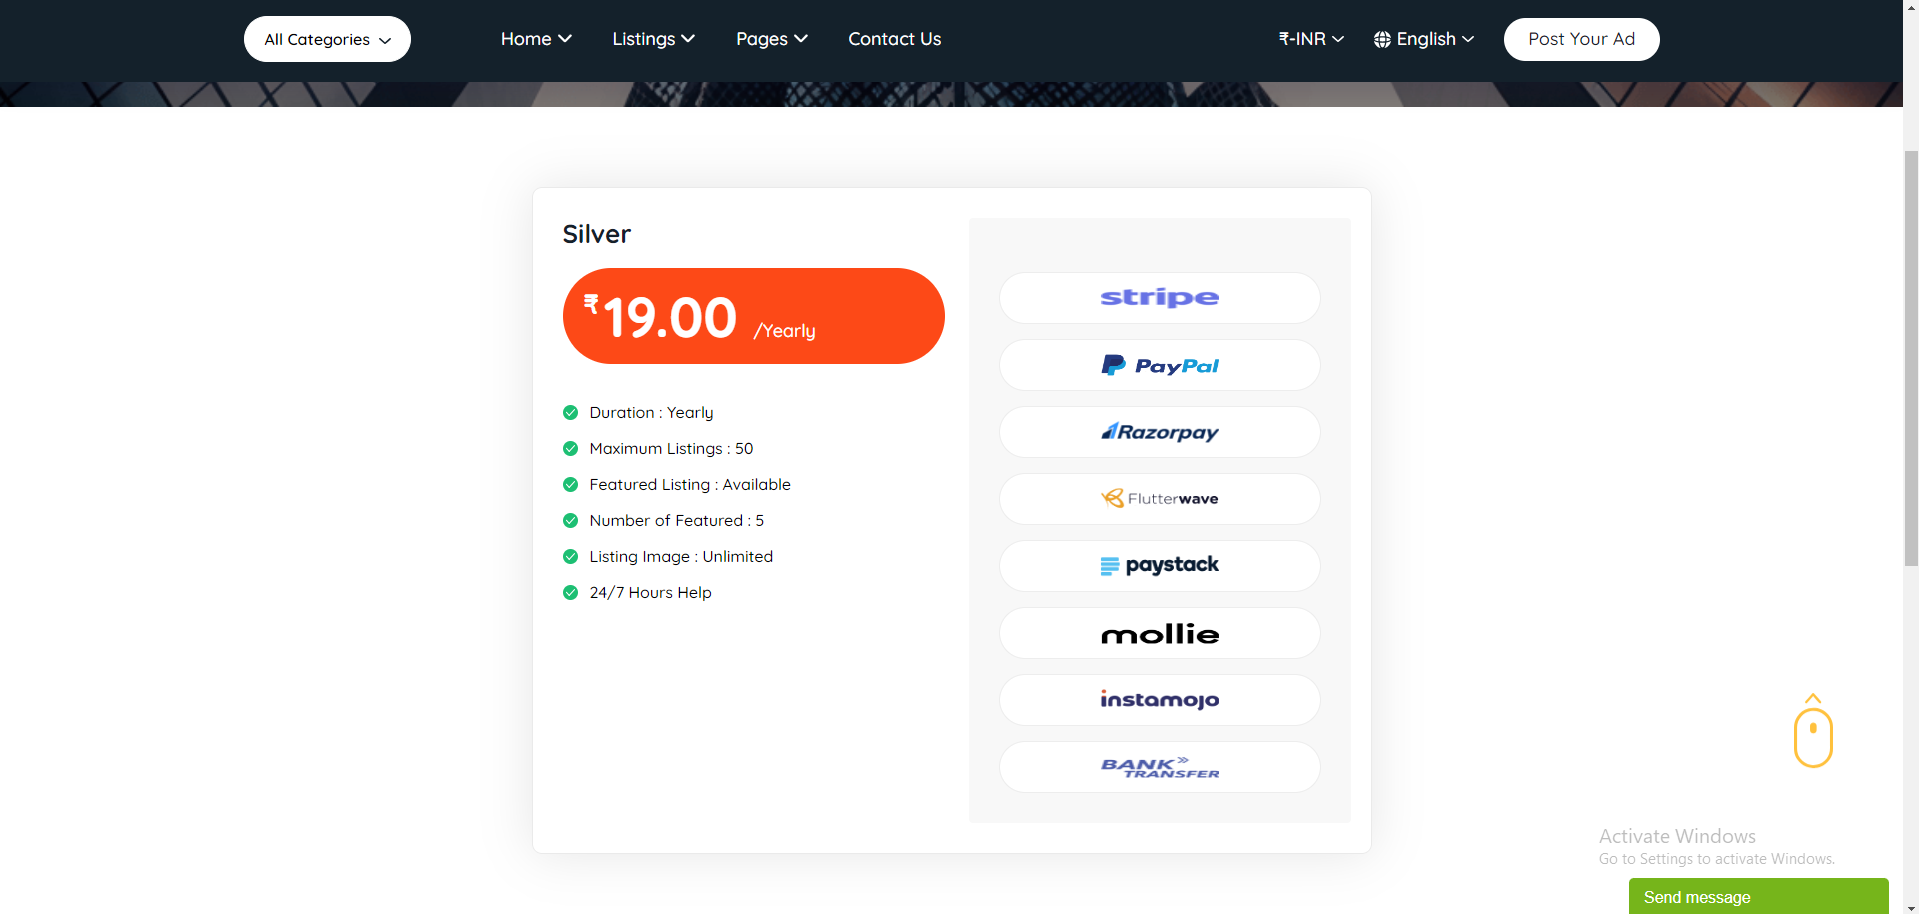 All Categories
Home
Listings
Pages
Contact Us
₹-INR
English
Post Your Ad
Silver
₹19.00 /Yearly
Duration : Yearly
Maximum Listings : 50
Featured Listing : Available
Number of Featured : 5
Listing Image : Unlimited
24/7 Hours Help
stripe
PayPal
Razorpay
Flutterwave
paystack
mollie
instamojo
BANK
TRANSFER
Activate Windows
Go to Settings to activate Windows.
Send message